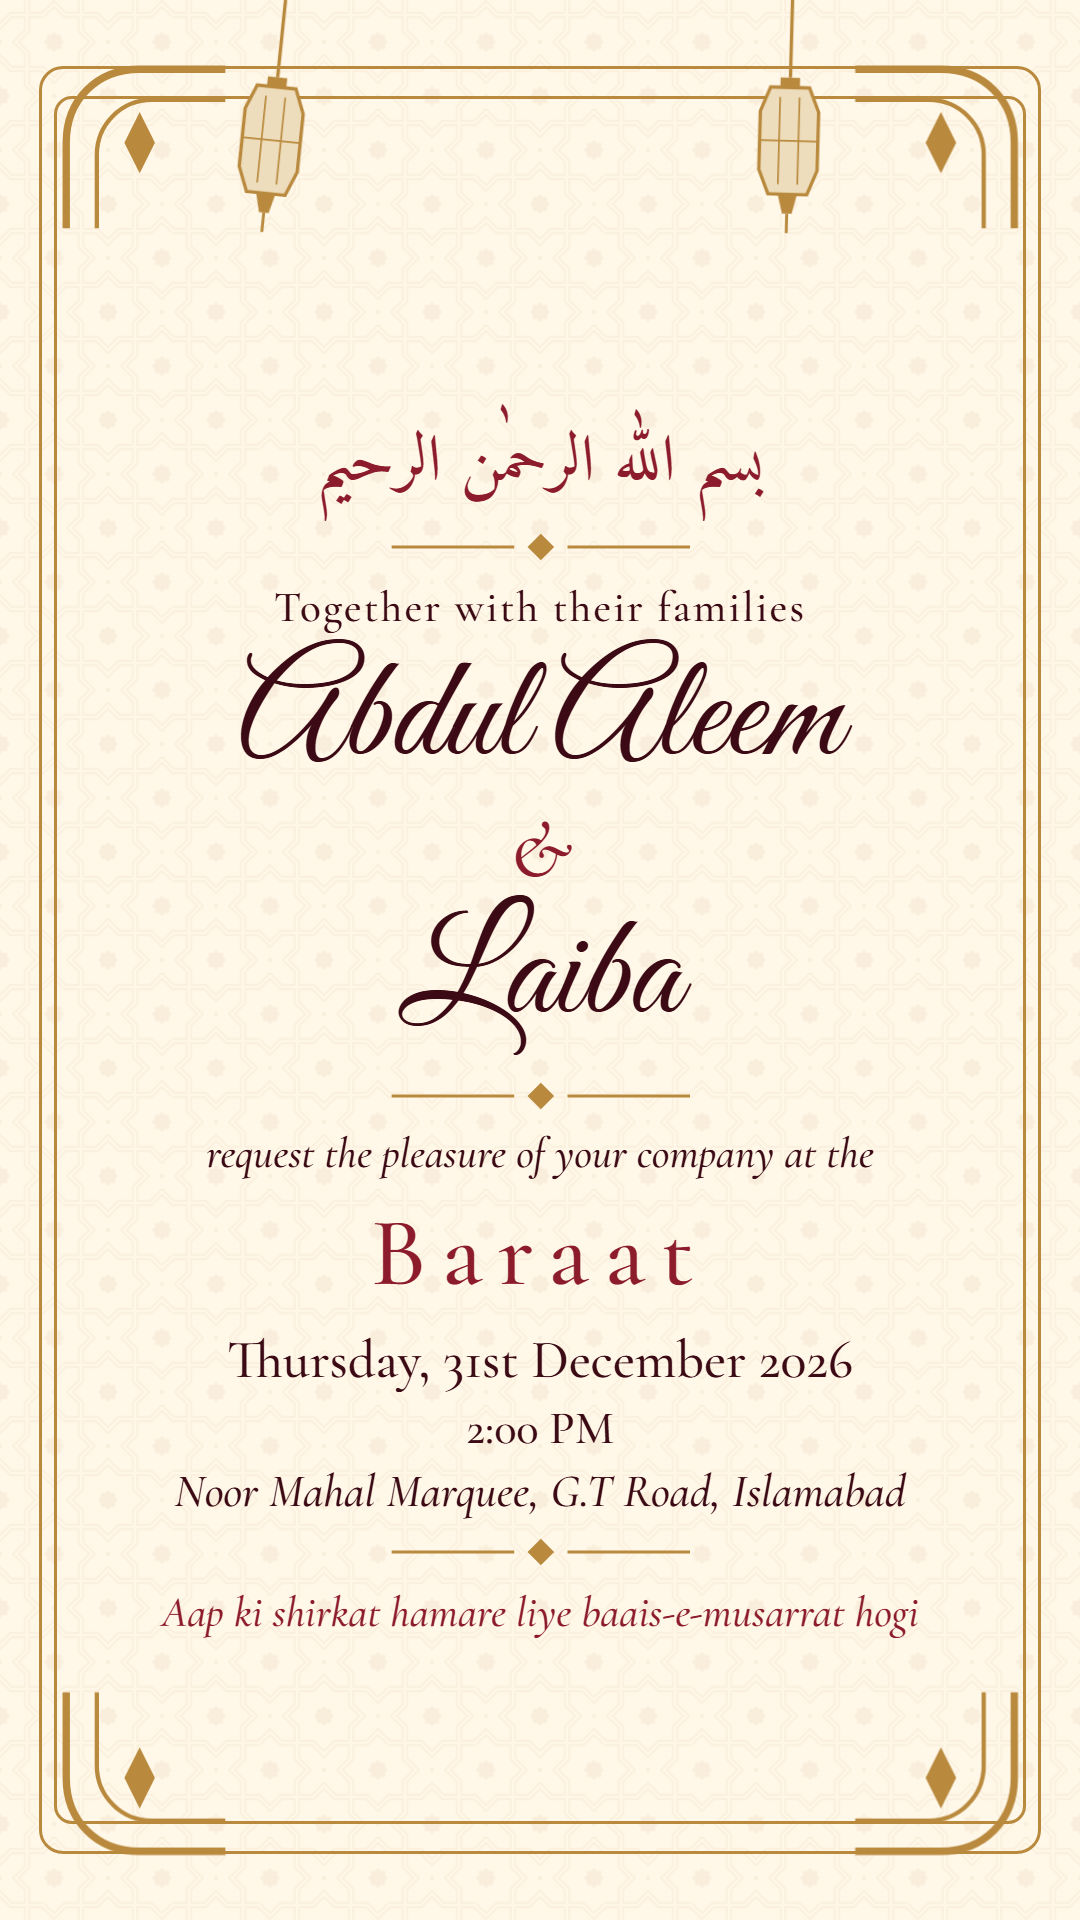 بسم الله الرحمٰن الرحيم
Together with their families
Abdul Aleem
&
Laiba
request the pleasure of your company at the
Baraat
Thursday, 31st December 2026
2:00 PM
Noor Mahal Marquee, G.T Road, Islamabad
Aap ki shirkat hamare liye baais-e-musarrat hogi